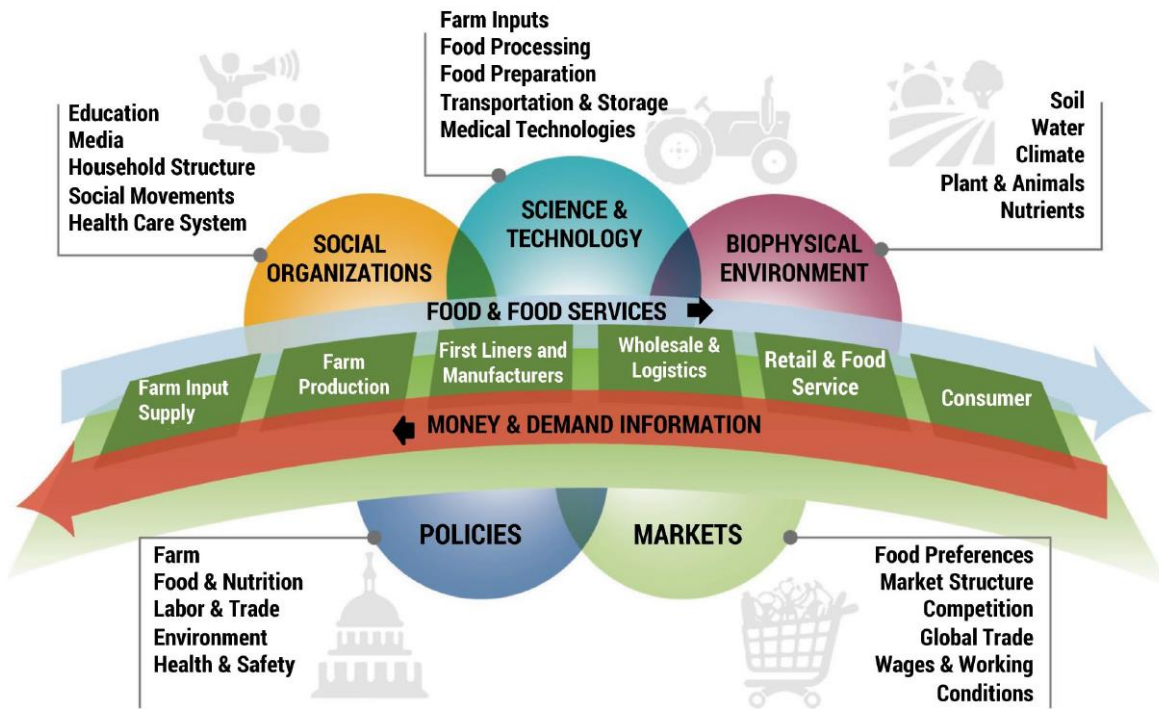 Farm Inputs
Food Processing
Food Preparation
Transportation & Storage
Medical Technologies
Education
Media
Household Structure
Social Movements
Health Care System
Soil
Water
Climate
Plant & Animals
Nutrients
SOCIAL
ORGANIZATIONS
SCIENCE &
TECHNOLOGY
BIOPHYSICAL
ENVIRONMENT
FOOD & FOOD SERVICES
Farm Input
Supply
Farm
Production
First Liners and
Manufacturers
Wholesale &
Logistics
Retail & Food
Service
Consumer
MONEY & DEMAND INFORMATION
POLICIES
MARKETS
Farm
Food & Nutrition
Labor & Trade
Environment
Health & Safety
Food Preferences
Market Structure
Competition
Global Trade
Wages & Working
Conditions